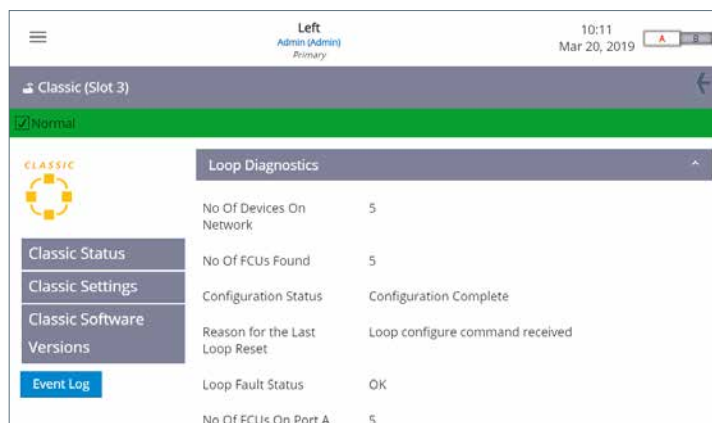 Left
Admin (Admin)
Primary
10:11
Mar 20, 2019
A
B
Classic (Slot 3)
Normal
CLASSIC
Classic Status
Classic Settings
Classic Software
Versions
Event Log
Loop Diagnostics
No Of Devices On
Network
5
No Of FCUs Found
5
Configuration Status
Configuration Complete
Reason for the Last
Loop Reset
Loop configure command received
Loop Fault Status
OK
No Of FCUs On Port A
5